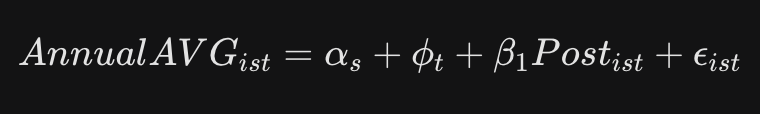 AnnualAVG_{ist} = α_s + ϕ_t + β_1Post_{ist} + ϵ_{ist}